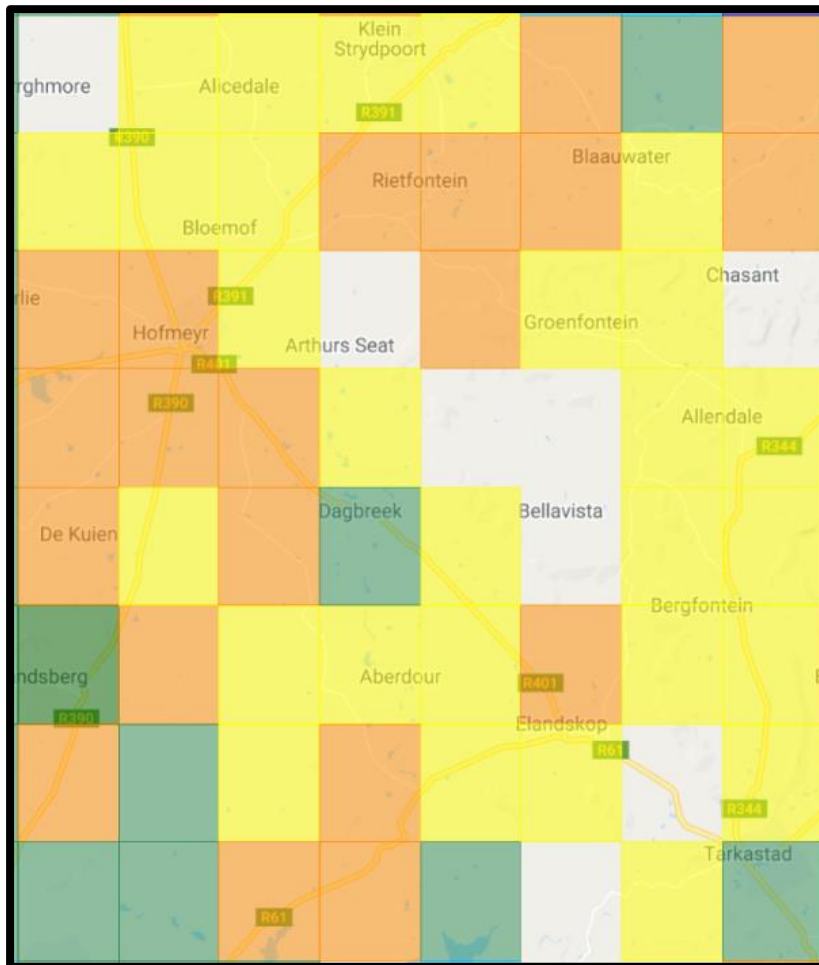 Klein
Strydpoort
rghmore
Alicedale
R391
R390
Blaauwater
Rietfontein
Bloemof
Chasant
rlie
R391
Groenfontein
Hofmeyr
Arthurs Seat
R401
R390
Allendale
R344
Dagbreek
Bellavista
De Kuien
Bergfontein
ndsberg
Aberdour
R401
R390
Elandskop
R61
R344
Tarkastad
R61